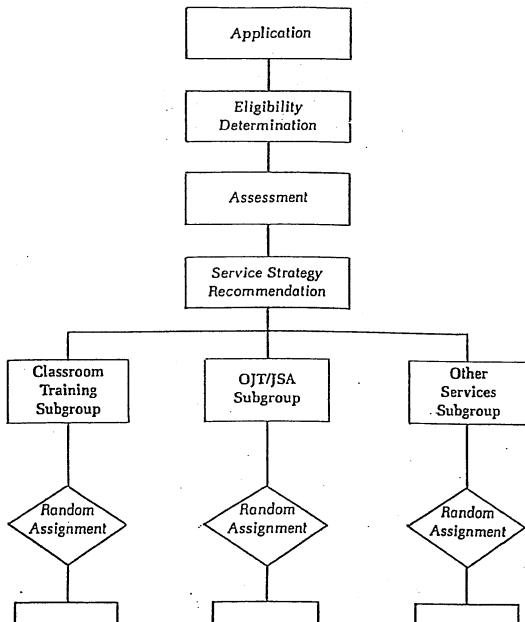 Application
Eligibility
Determination
Assessment
Service Strategy
Recommendation
Classroom
Training
Subgroup
OJT/JSA
Subgroup
Other
Services
Subgroup
Random
Assignment
Random
Assignment
Random
Assignment